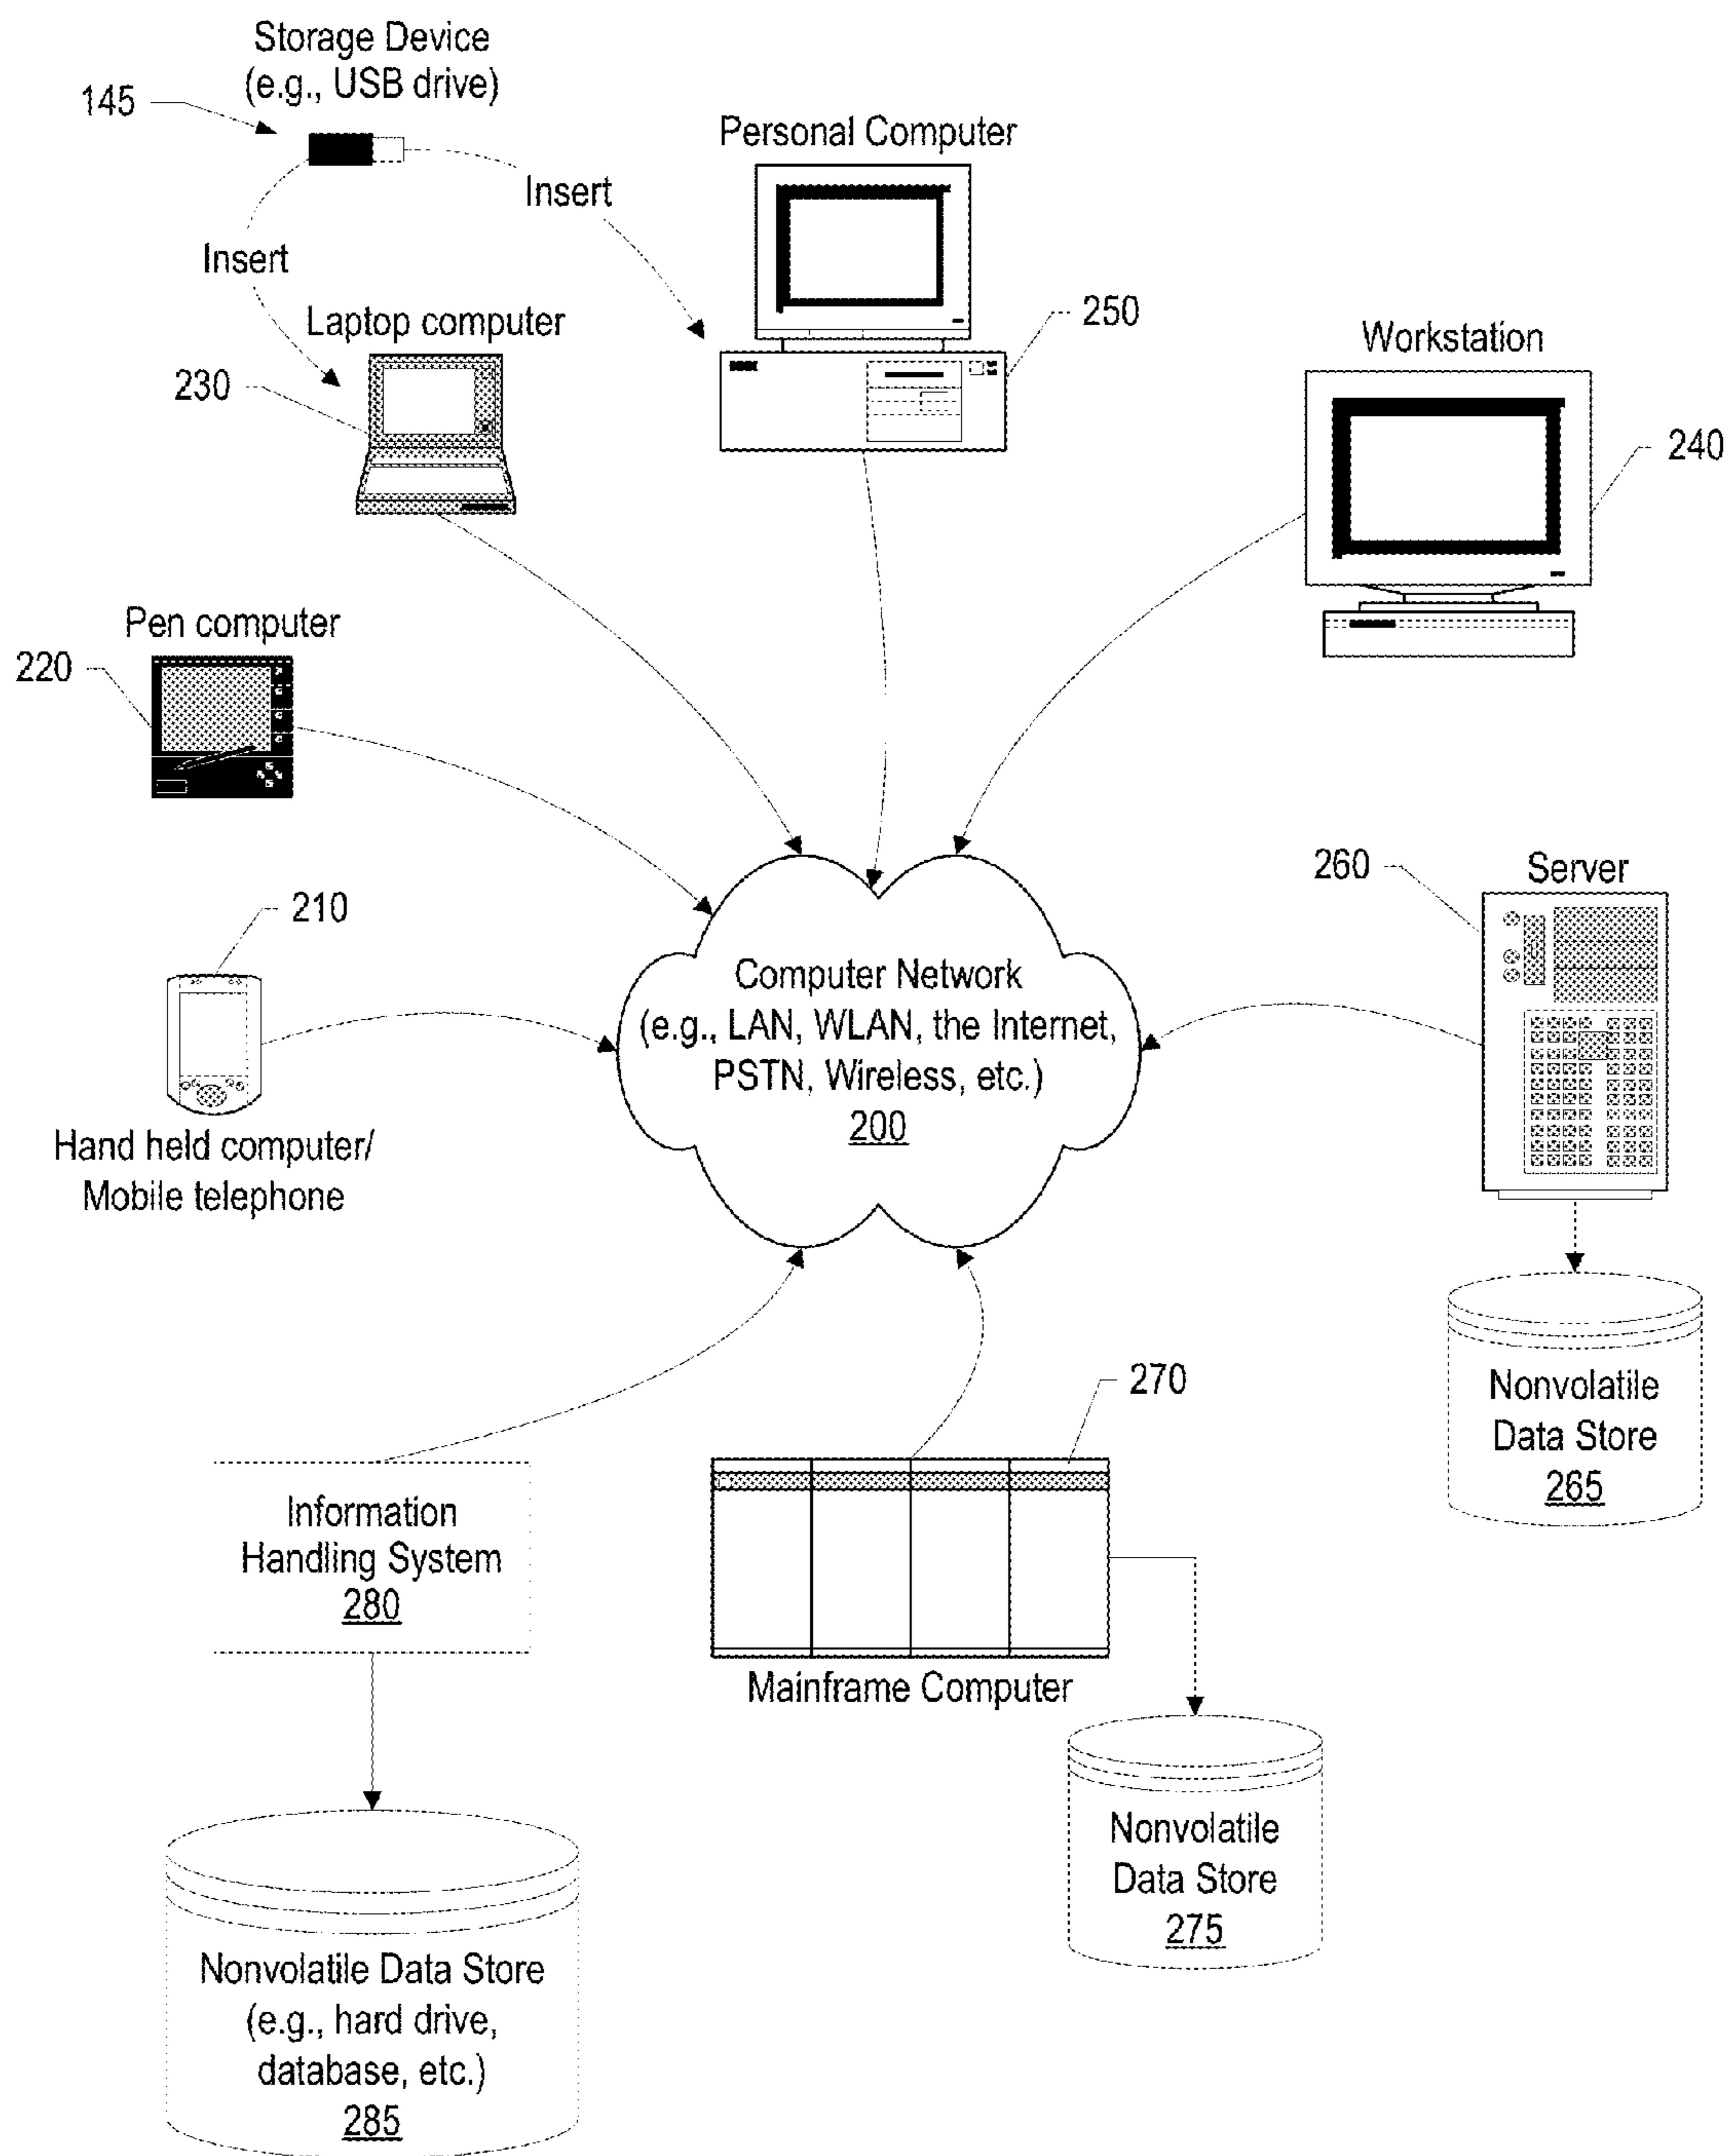 Storage Device
(e.g., USB drive)
145
Personal Computer
Insert
Insert
Laptop computer
250
Workstation
230
240
Pen computer
220
260
Server
210
Computer Network
(e.g., LAN, WLAN, the Internet,
PSTN, Wireless, etc.)
200
Hand held computer/
Mobile telephone
270
Nonvolatile
Data Store
265
Information
Handling System
280
Mainframe Computer
Nonvolatile
Data Store
275
Nonvolatile Data Store
(e.g., hard drive,
database, etc.)
285